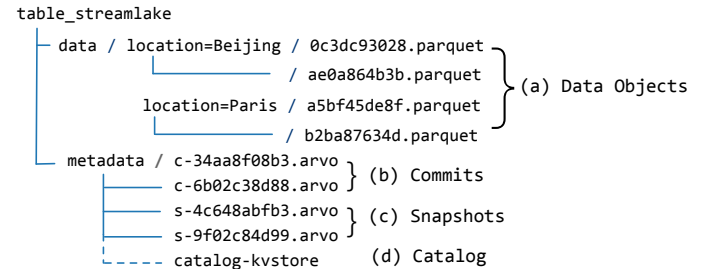 table_streamlake
data / location=Beijing / 0c3dc93028.parquet
/ ae0a864b3b.parquet
(a) Data Objects
location=Paris / a5bf45de8f.parquet
/ b2ba87634d.parquet
metadata / c-34aa8f08b3.arvo
c-6b02c38d88.arvo
(b) Commits
s-4c648abfb3.arvo
(c) Snapshots
s-9f02c84d99.arvo
catalog-kvstore (d) Catalog